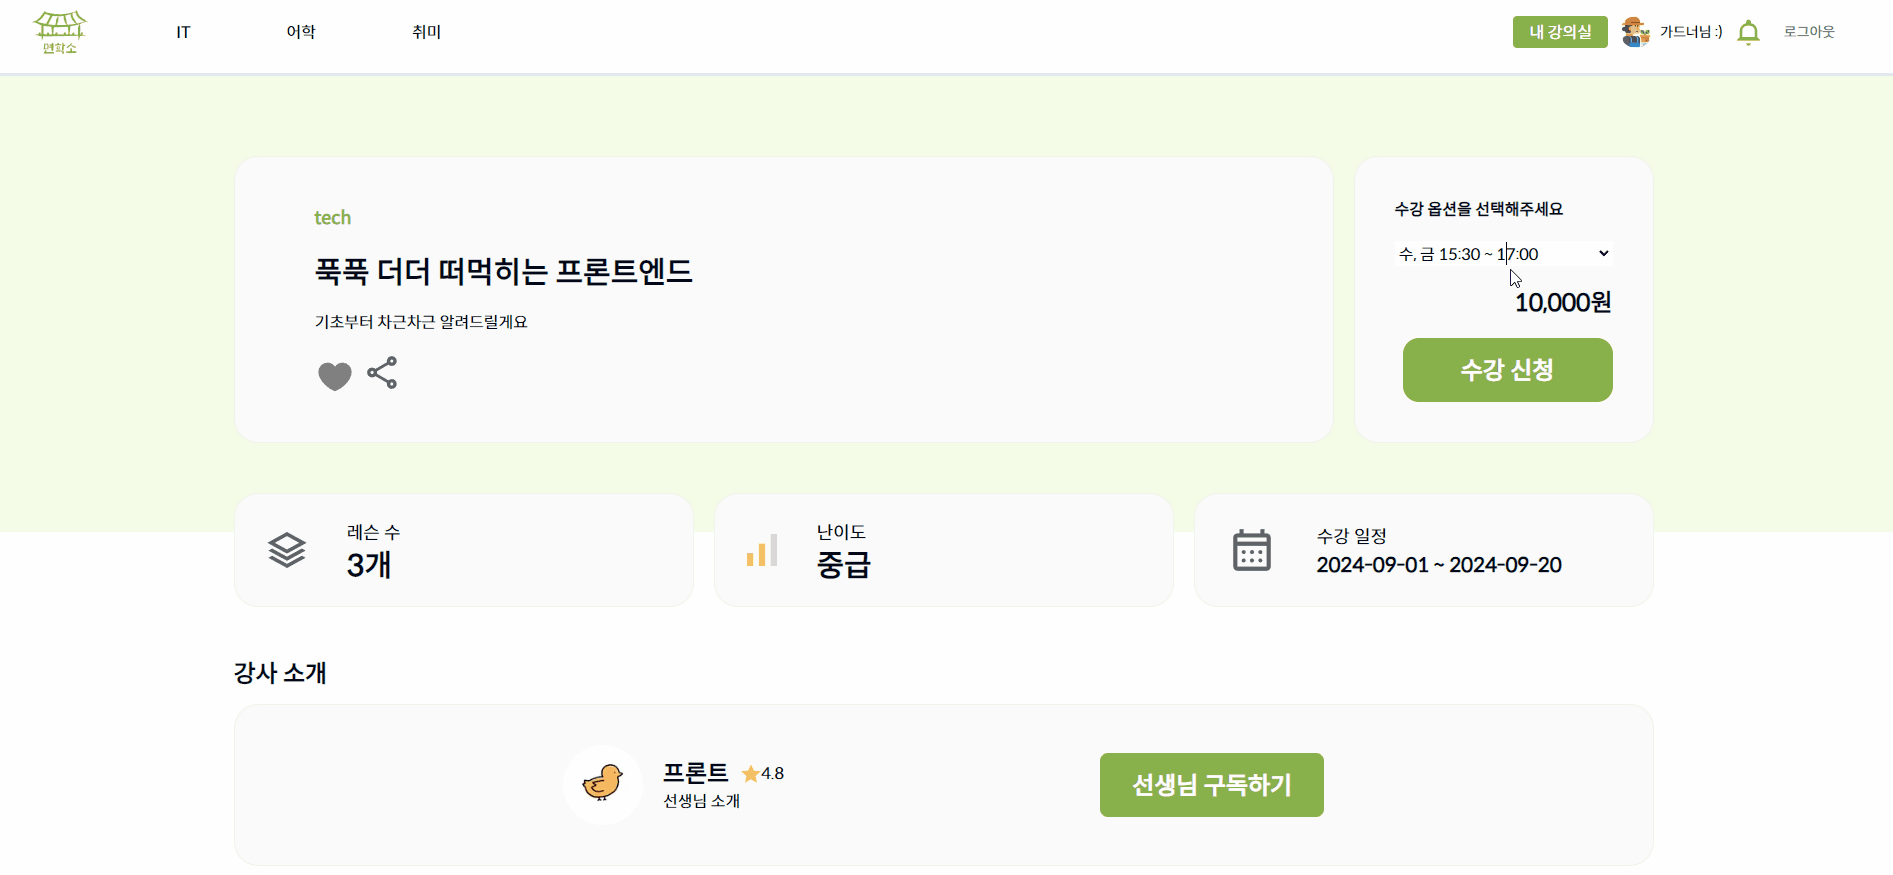 면학소
IT
어학
취미
내 강의실
가드너님 :)
로그아웃
tech
푹푹 더더 떠먹히는 프론트엔드
기초부터 차근차근 알려드릴게요
수강 옵션을 선택해주세요
수, 금 15:30 ~ 17:00
10,000원
수강 신청
레슨 수
3개
난이도
중급
수강 일정
2024-09-01 ~ 2024-09-20
강사 소개
프론트 4.8
선생님 소개
선생님 구독하기